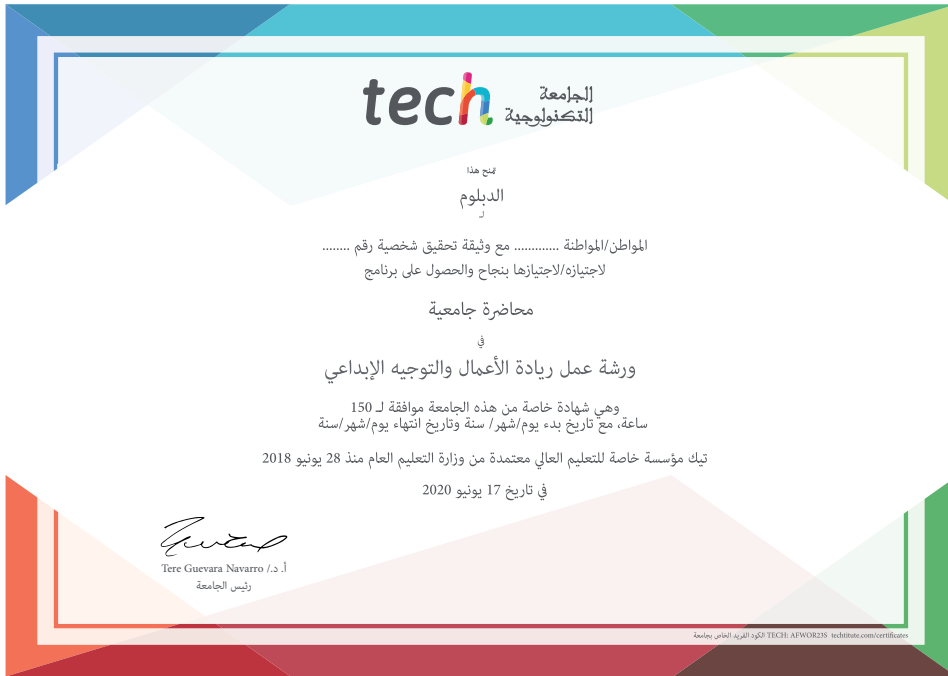 tech الجامعة
التكنولوجية
تمنح هذا
الدبلوم
لـ
المواطن/المواطنة ............. مع وثيقة تحقيق شخصية رقم ........
لاجتيازه/لاجتيازها بنجاح والحصول على برنامج
محاضرة جامعية
في
ورشة عمل ريادة الأعمال والتوجيه الإبداعي
وهي شهادة خاصة من هذه الجامعة موافقة لـ 150
ساعة، مع تاريخ بدء يوم/شهر/ سنة وتاريخ انتهاء يوم/شهر/سنة
تيك مؤسسة خاصة للتعليم العالي معتمدة من وزارة التعليم العام منذ 28 يونيو 2018
في تاريخ 17 يونيو 2020
أ. د./ Tere Guevara Navarro
رئيس الجامعة
الكود الفريد الخاص بجامعة TECH: AFWOR23S techtitute.com/certificates